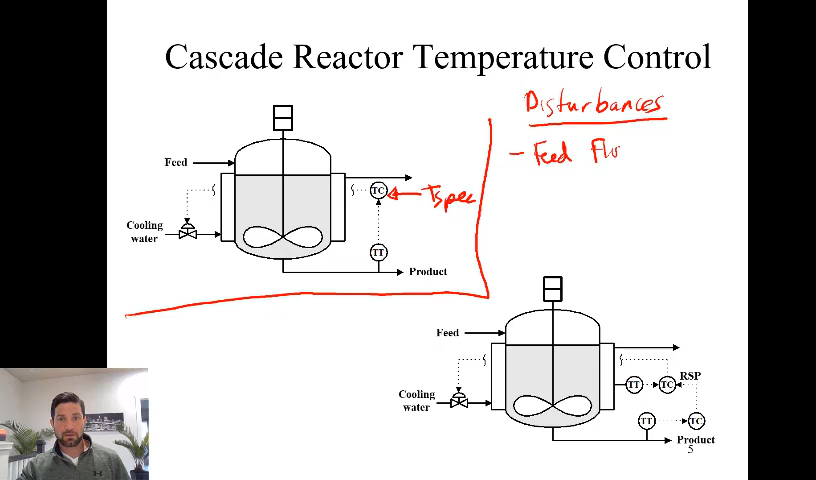 Cascade Reactor Temperature Control
Disturbances
- Feed Flo
Feed
TC
Tspec
Cooling
water
TT
Product
Feed
TT
TC
RSP
Cooling
water
TT
TC
Product
5